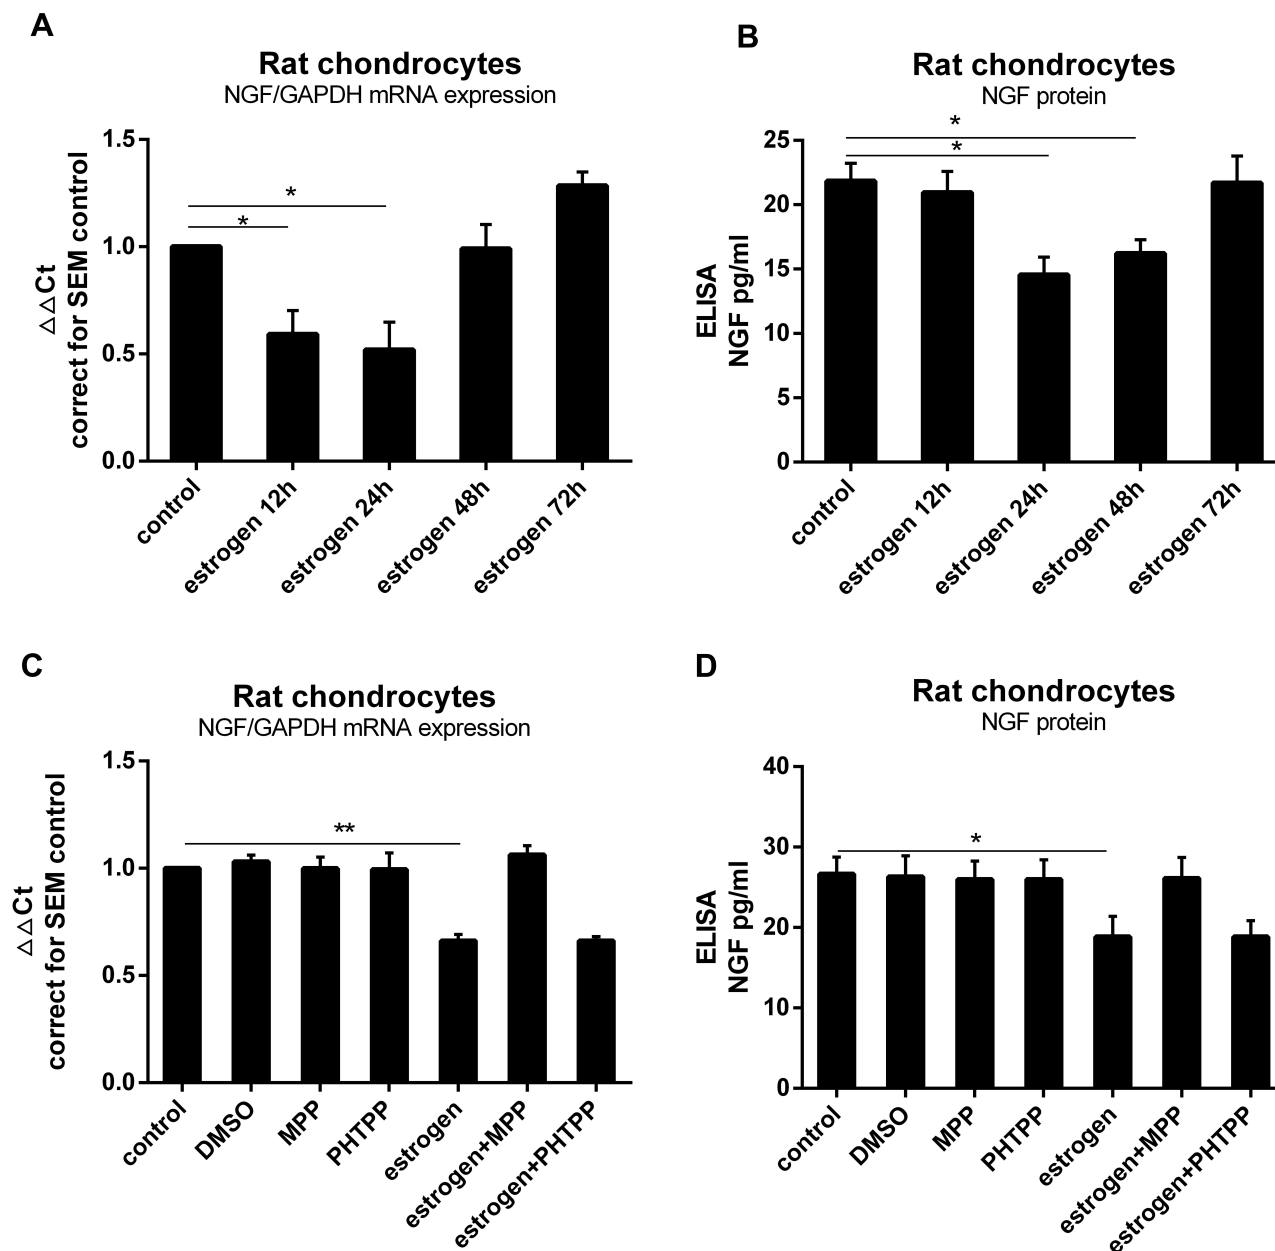 A
Rat chondrocytes
NGF/GAPDH mRNA expression
△△Ct
correct for SEM control
1.5
1.0
0.5
0.0
*
*
control
estrogen 12h
estrogen 24h
estrogen 48h
estrogen 72h
B
Rat chondrocytes
NGF protein
ELISA
NGF pg/ml
25
20
15
10
5
0
*
*
control
estrogen 12h
estrogen 24h
estrogen 48h
estrogen 72h
C
Rat chondrocytes
NGF/GAPDH mRNA expression
△△Ct
correct for SEM control
1.5
1.0
0.5
0.0
**
control
DMSO
MPP
PHTPP
estrogen
estrogen+MPP
estrogen+PHTPP
D
Rat chondrocytes
NGF protein
ELISA
NGF pg/ml
40
30
20
10
0
*
control
DMSO
MPP
PHTPP
estrogen
estrogen+MPP
estrogen+PHTPP